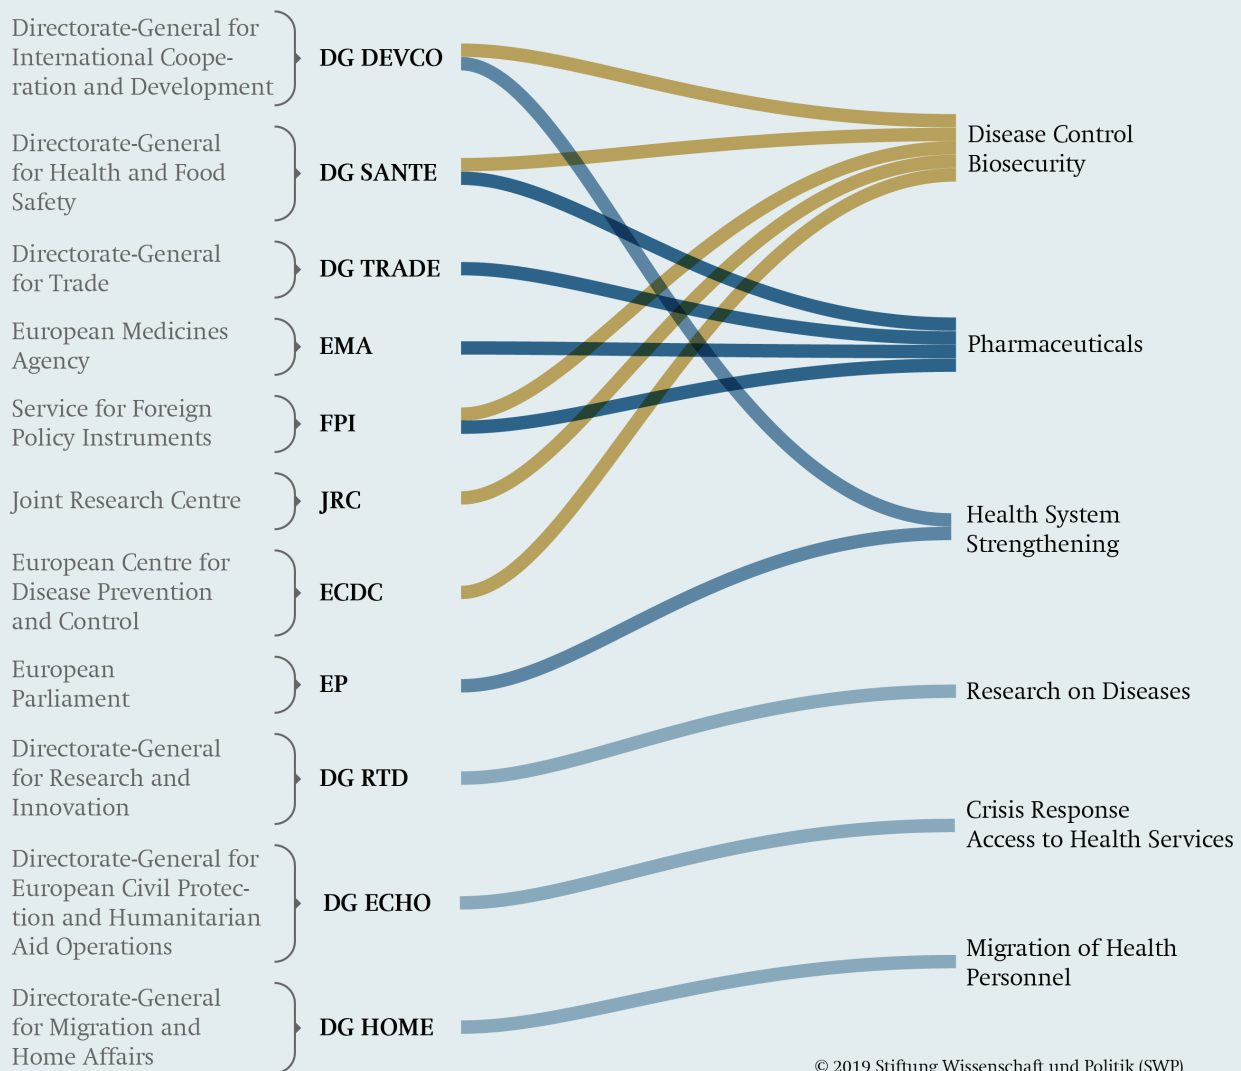 Directorate-General for
International Coope-
ration and Development
DG DEVCO
Directorate-General
for Health and Food
Safety
DG SANTE
Directorate-General
for Trade
DG TRADE
European Medicines
Agency
EMA
Service for Foreign
Policy Instruments
FPI
Joint Research Centre
JRC
European Centre for
Disease Prevention
and Control
ECDC
European
Parliament
EP
Directorate-General
for Research and
Innovation
DG RTD
Directorate-General for
European Civil Protec-
tion and Humanitarian
Aid Operations
DG ECHO
Directorate-General
for Migration and
Home Affairs
DG HOME
Disease Control
Biosecurity
Pharmaceuticals
Health System
Strengthening
Research on Diseases
Crisis Response
Access to Health Services
Migration of Health
Personnel
© 2019 Stiftung Wissenschaft und Politik (SWP)